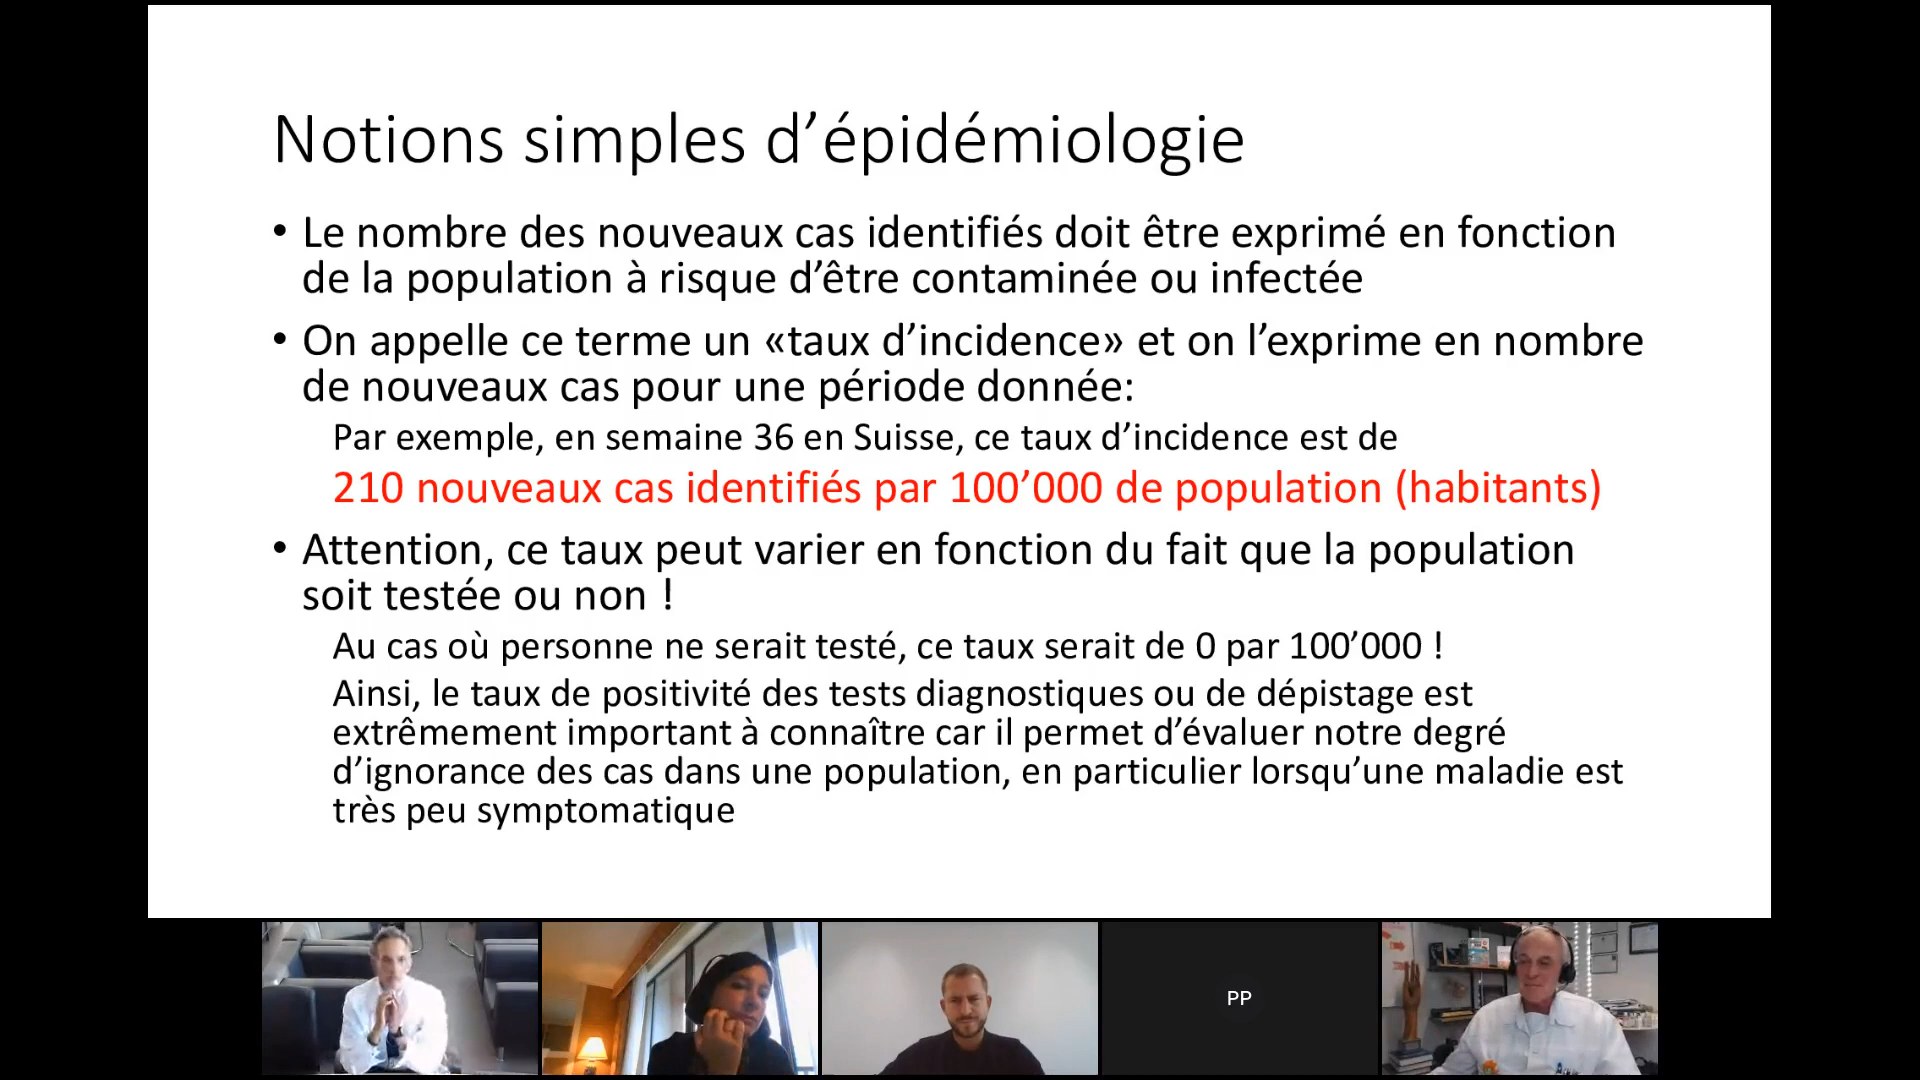 Notions simples d’épidémiologie
• Le nombre des nouveaux cas identifiés doit être exprimé en fonction
de la population à risque d’être contaminée ou infectée
• On appelle ce terme un «taux d’incidence» et on l’exprime en nombre
de nouveaux cas pour une période donnée:
Par exemple, en semaine 36 en Suisse, ce taux d’incidence est de
210 nouveaux cas identifiés par 100’000 de population (habitants)
• Attention, ce taux peut varier en fonction du fait que la population
soit testée ou non !
Au cas où personne ne serait testé, ce taux serait de 0 par 100’000 !
Ainsi, le taux de positivité des tests diagnostiques ou de dépistage est
extrêmement important à connaître car il permet d’évaluer notre degré
d’ignorance des cas dans une population, en particulier lorsqu’une maladie est
très peu symptomatique
PP